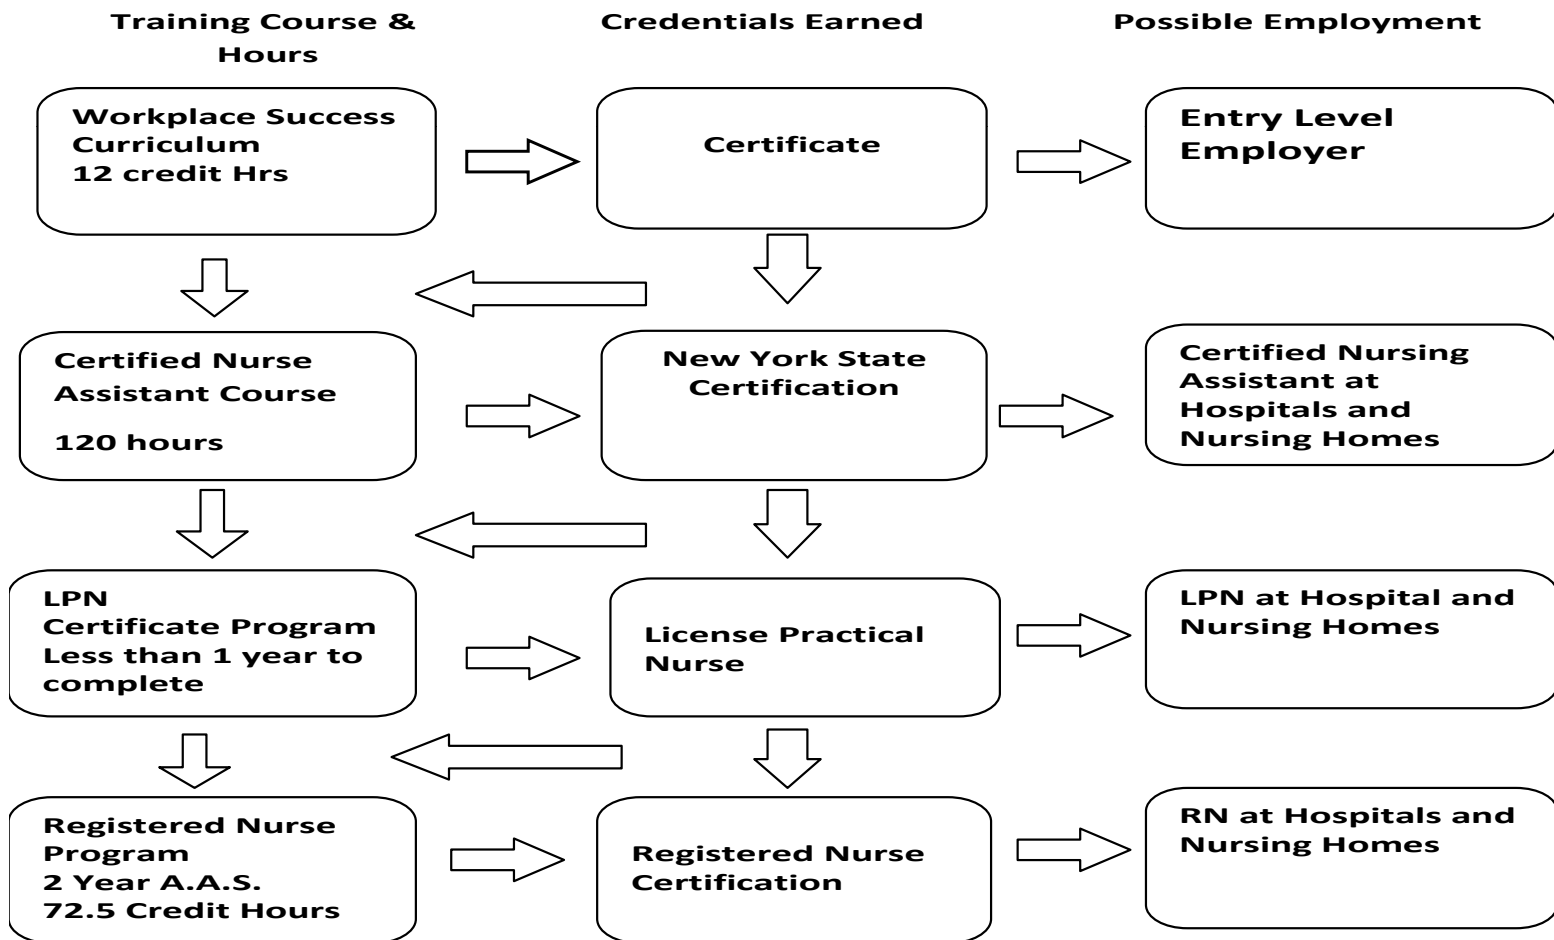 Training Course &
Hours
Credentials Earned
Possible Employment
Workplace Success
Curriculum
12 credit Hrs
Certificate
Entry Level
Employer
Certified Nurse
Assistant Course
120 hours
New York State
Certification
Certified Nursing
Assistant at
Hospitals and
Nursing Homes
LPN
Certificate Program
Less than 1 year to
complete
License Practical
Nurse
LPN at Hospital and
Nursing Homes
Registered Nurse
Program
2 Year A.A.S.
72.5 Credit Hours
Registered Nurse
Certification
RN at Hospitals and
Nursing Homes